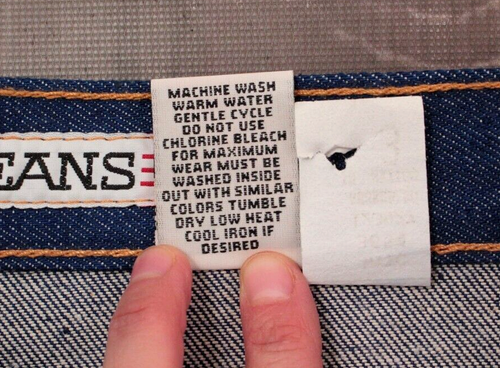 EANS
MACHINE WASH
WARM WATER
GENTLE CYCLE
DO NOT USE
CHLORINE BLEACH
FOR MAXIMUM
WEAR MUST BE
WASHED INSIDE
OUT WITH SIMILAR
COLORS TUMBLE
DRY LOW HEAT
COOL IRON IF
DESIRED